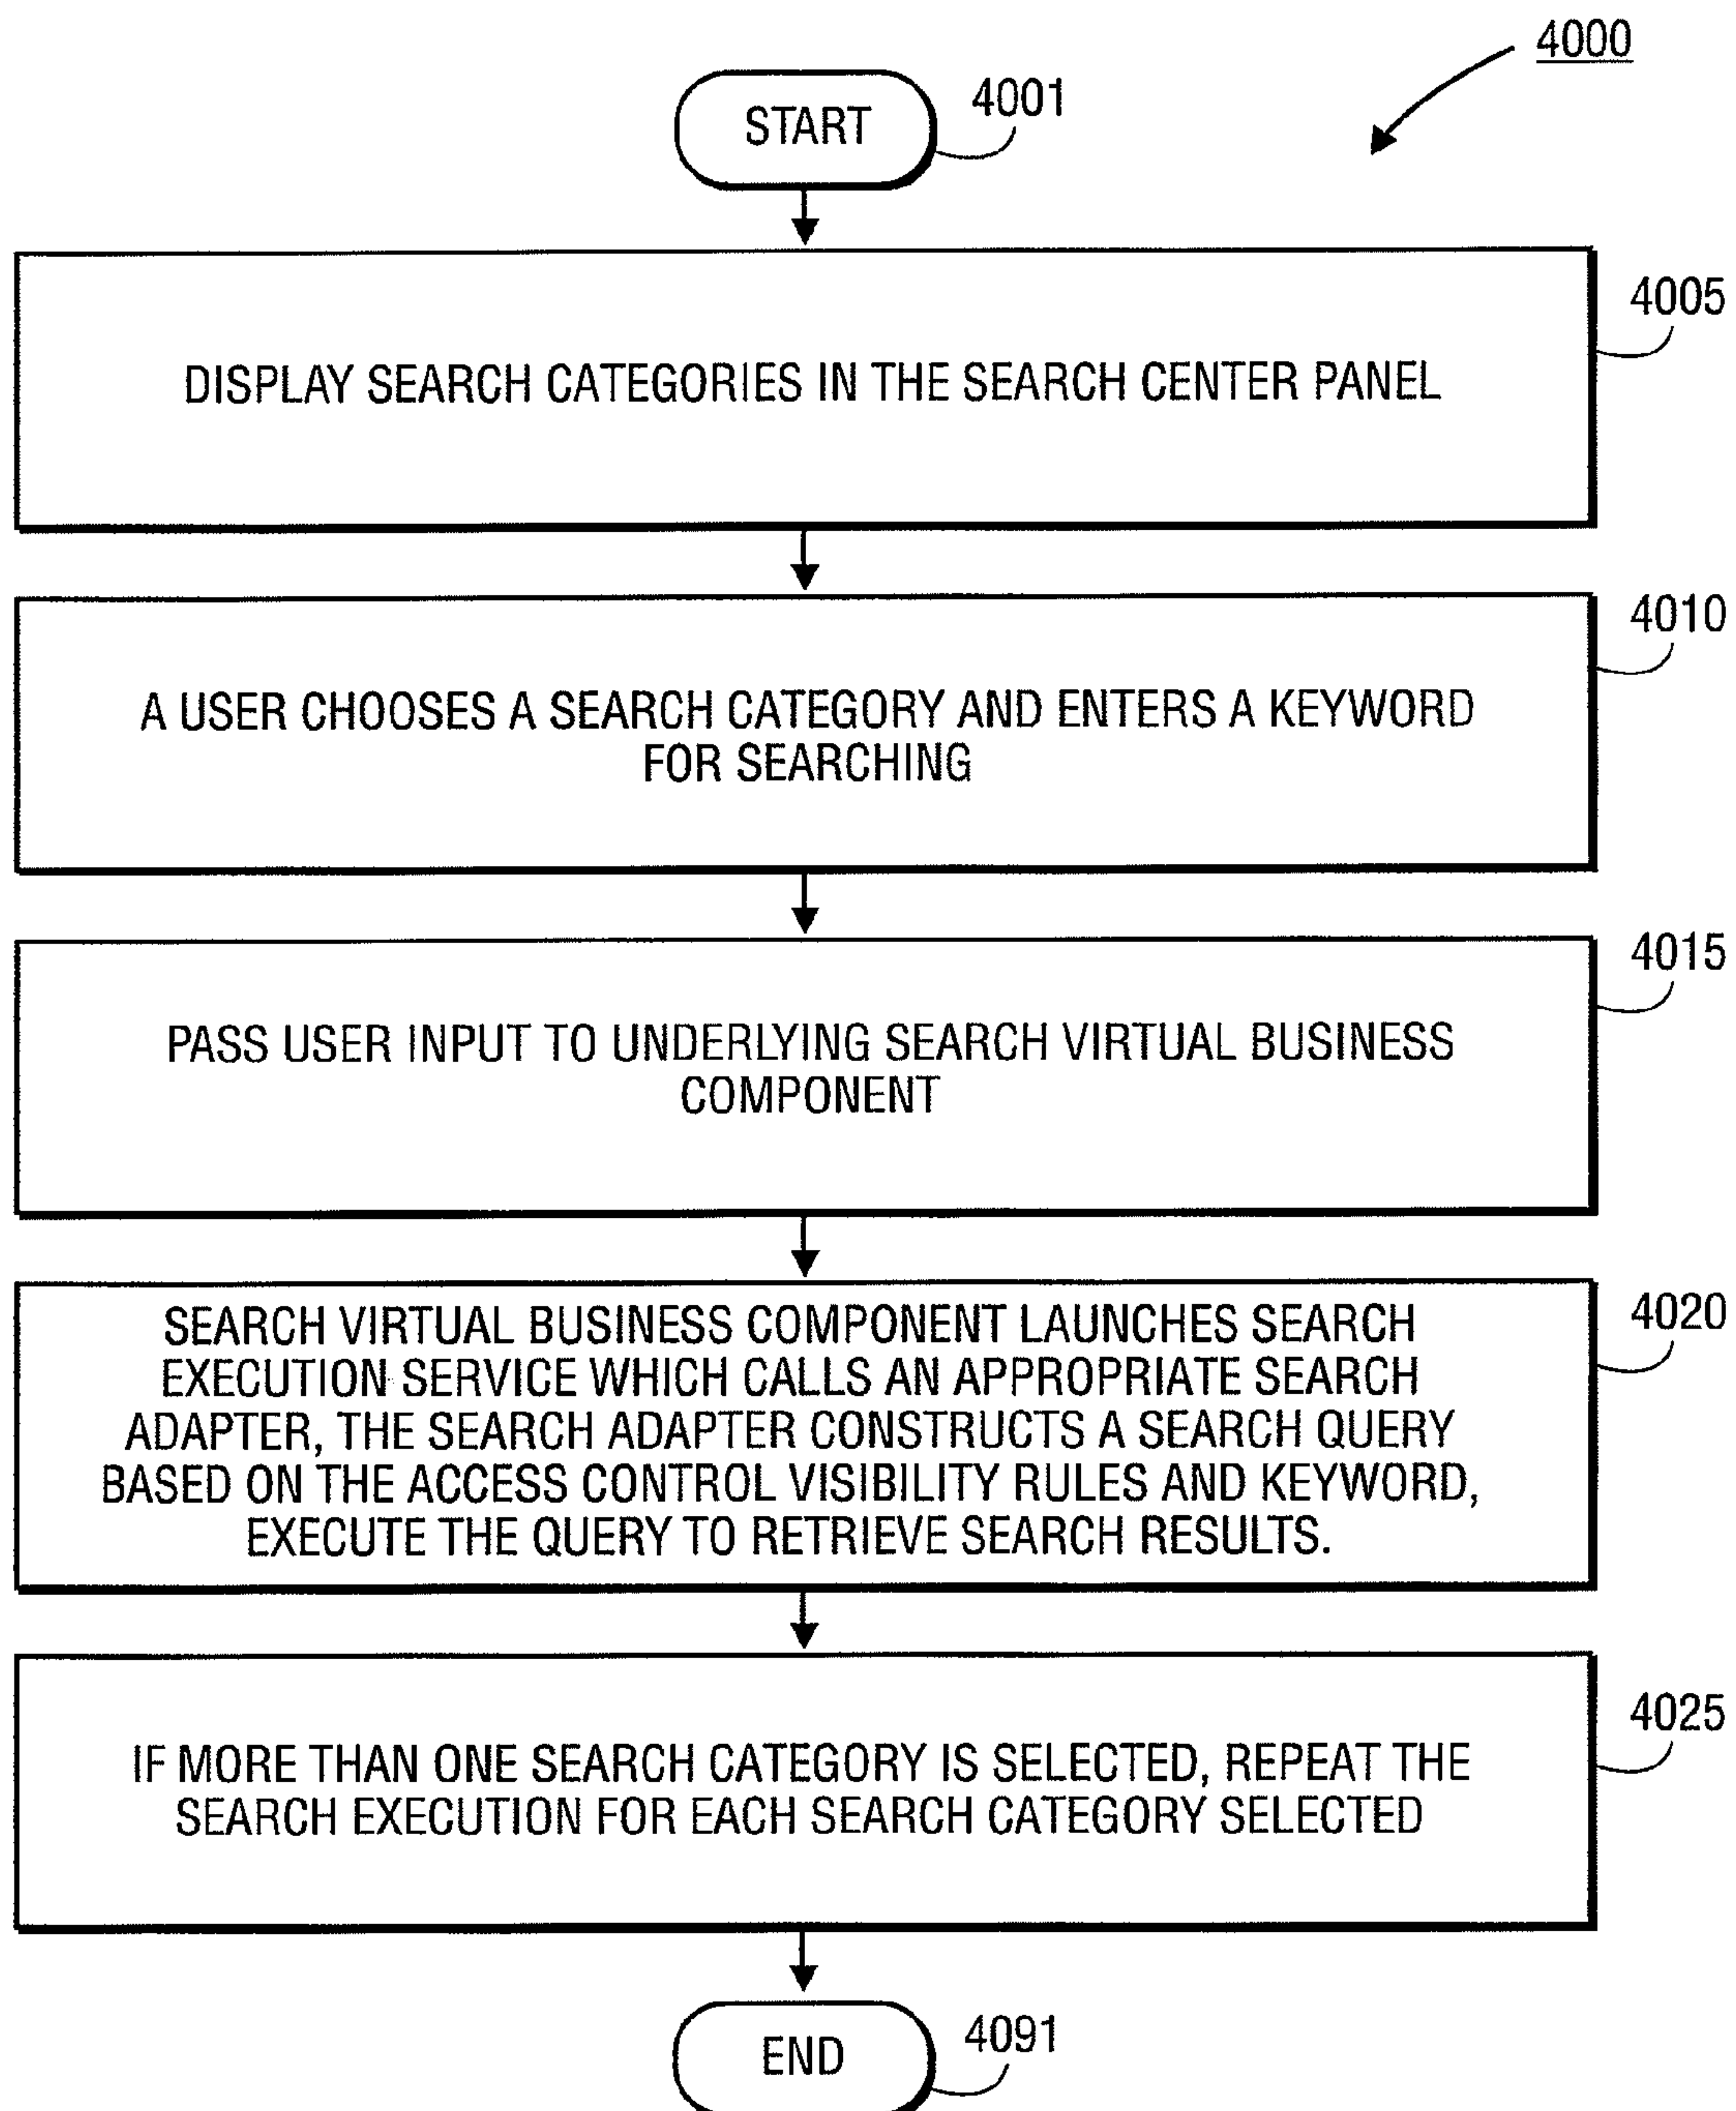 4000
START
4001
4005
DISPLAY SEARCH CATEGORIES IN THE SEARCH CENTER PANEL
4010
A USER CHOOSES A SEARCH CATEGORY AND ENTERS A KEYWORD
FOR SEARCHING
4015
PASS USER INPUT TO UNDERLYING SEARCH VIRTUAL BUSINESS
COMPONENT
4020
SEARCH VIRTUAL BUSINESS COMPONENT LAUNCHES SEARCH
EXECUTION SERVICE WHICH CALLS AN APPROPRIATE SEARCH
ADAPTER, THE SEARCH ADAPTER CONSTRUCTS A SEARCH QUERY
BASED ON THE ACCESS CONTROL VISIBILITY RULES AND KEYWORD,
EXECUTE THE QUERY TO RETRIEVE SEARCH RESULTS.
4025
IF MORE THAN ONE SEARCH CATEGORY IS SELECTED, REPEAT THE
SEARCH EXECUTION FOR EACH SEARCH CATEGORY SELECTED
END
4091